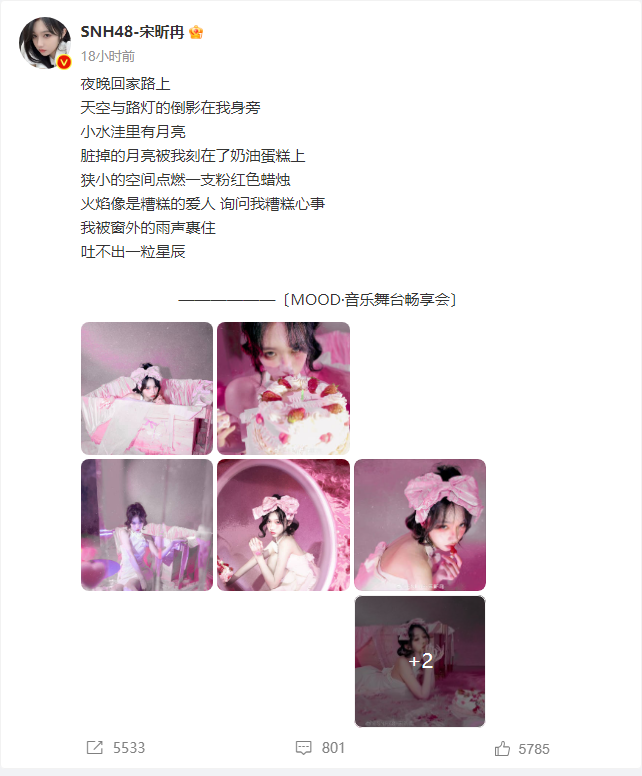 SNH48-宋昕冉
18小时前
夜晚回家路上
天空与路灯的倒影在我身旁
小水洼里有月亮
脏掉的月亮被我刻在了奶油蛋糕上
狭小的空间点燃一支粉红色蜡烛
火焰像是糟糕的爱人 询问我糟糕心事
我被窗外的雨声裹住
吐不出一粒星辰
——————〔MOOD·音乐舞台畅享会〕
+2
5533
801
5785